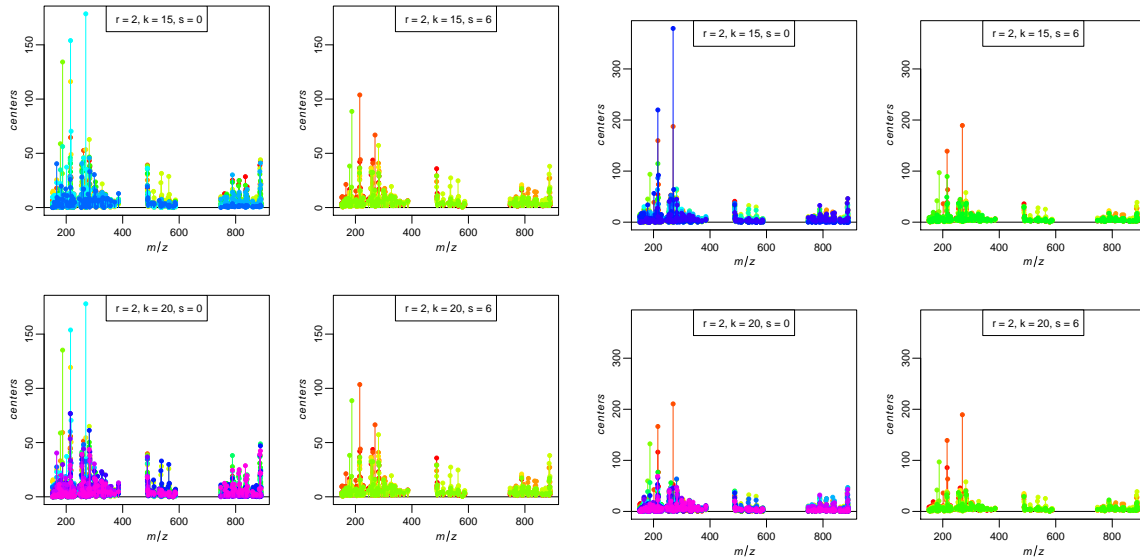 r = 2, k = 15, s = 0
centers
0 50 100 150
200 400 600 800
m/z
r = 2, k = 15, s = 6
centers
0 50 100 150
200 400 600 800
m/z
r = 2, k = 15, s = 0
centers
0 100 200 300
200 400 600 800
m/z
r = 2, k = 15, s = 6
centers
0 100 200 300
200 400 600 800
m/z
r = 2, k = 20, s = 0
centers
0 50 100 150
200 400 600 800
m/z
r = 2, k = 20, s = 6
centers
0 50 100 150
200 400 600 800
m/z
r = 2, k = 20, s = 0
centers
0 100 200 300
200 400 600 800
m/z
r = 2, k = 20, s = 6
centers
0 100 200 300
200 400 600 800
m/z